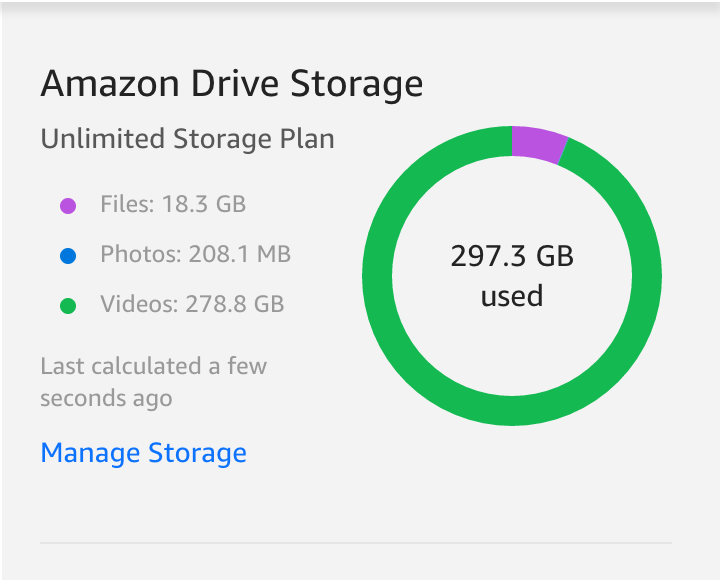 Amazon Drive Storage
Unlimited Storage Plan
Files: 18.3 GB
Photos: 208.1 MB
Videos: 278.8 GB
Last calculated a few
seconds ago
Manage Storage
297.3 GB
used